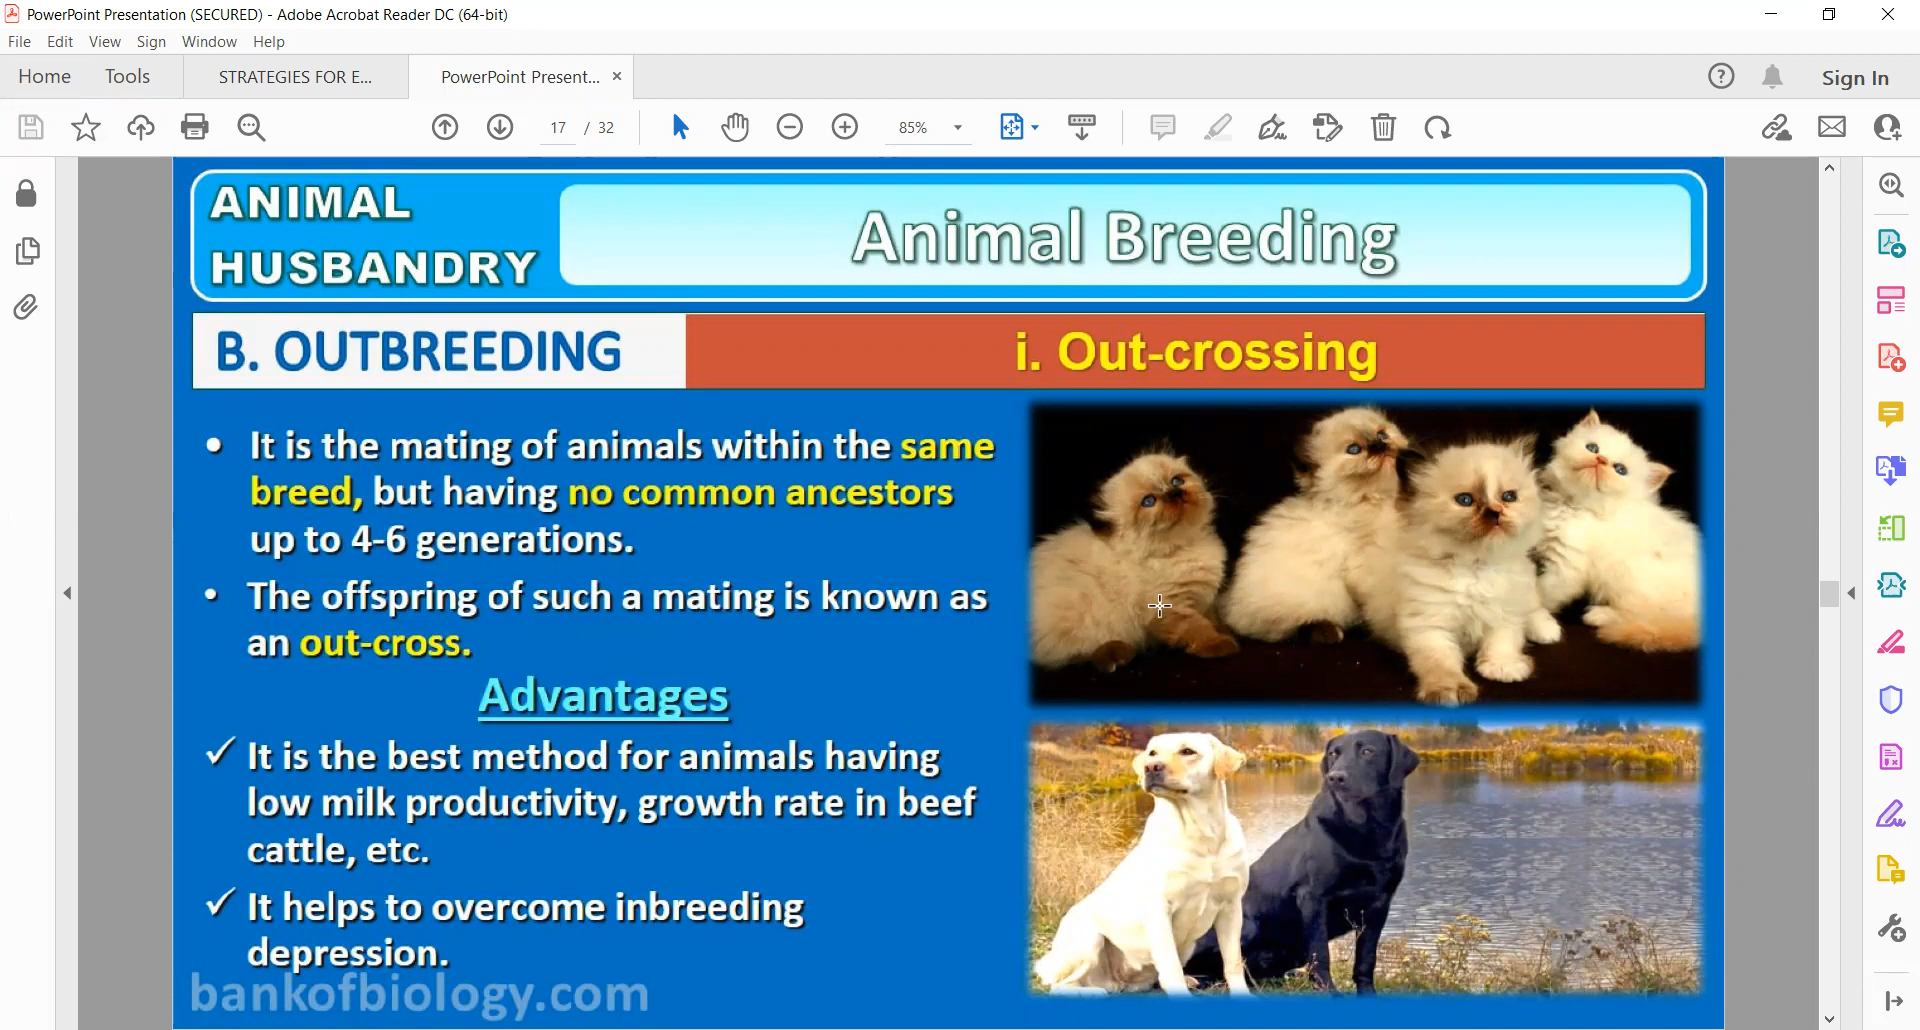 PowerPoint Presentation (SECURED) - Adobe Acrobat Reader DC (64-bit)
File Edit View Sign Window Help
Home Tools STRATEGIES FOR E... PowerPoint Present... × Sign In
17 / 32 85%
ANIMAL
HUSBANDRY
Animal Breeding
B. OUTBREEDING
i. Out-crossing
• It is the mating of animals within the same
breed, but having no common ancestors
up to 4-6 generations.
• The offspring of such a mating is known as
an out-cross.
Advantages
✓ It is the best method for animals having
low milk productivity, growth rate in beef
cattle, etc.
✓ It helps to overcome inbreeding
depression.
bankofbiology.com